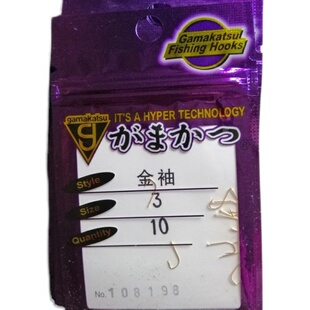 Gamakatsu
Fishing Hooks
gamakatsu
g
IT'S A HYPER TECHNOLOGY
がまかつ
Style 金袖
Size 3
Quantity 10
No. 108198